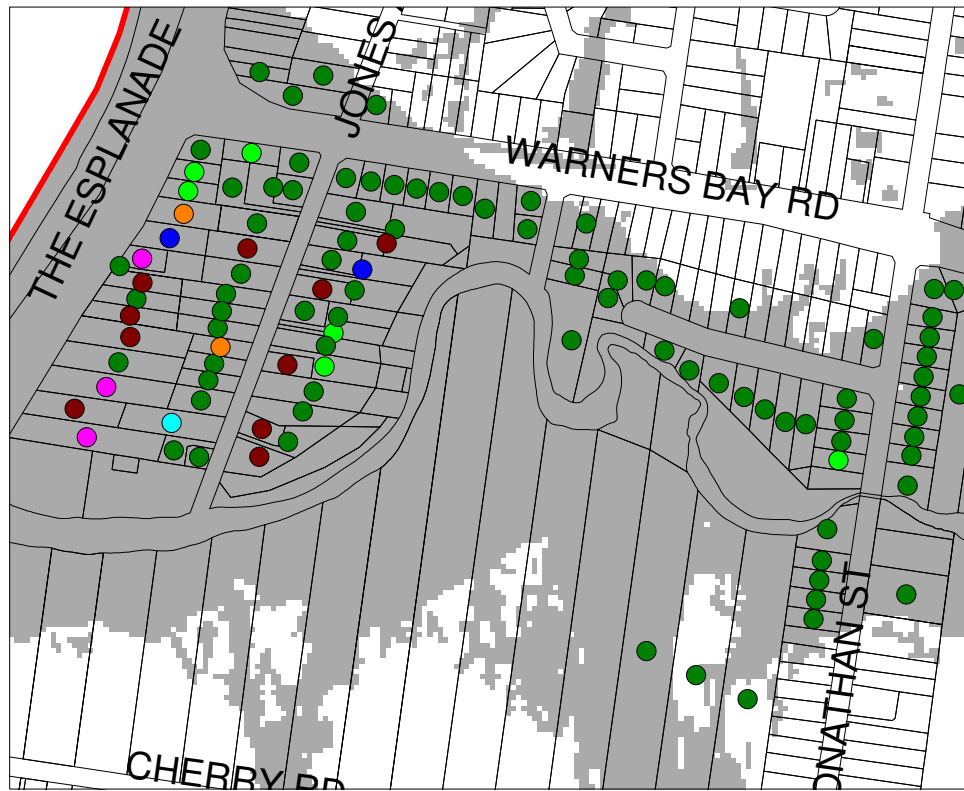 THE ESPLANADE
JONES
WARNERS BAY RD
ONATHAN ST
CHERRY RD